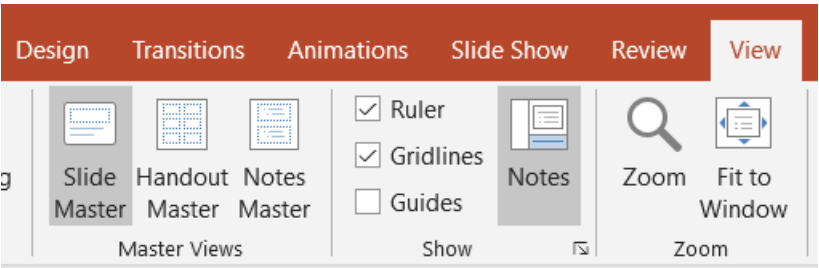 Design Transitions Animations Slide Show Review View
g
Slide Master
Handout Master
Notes Master
Master Views
Ruler
Gridlines
Guides
Notes
Show
Zoom
Fit to Window
Zoom